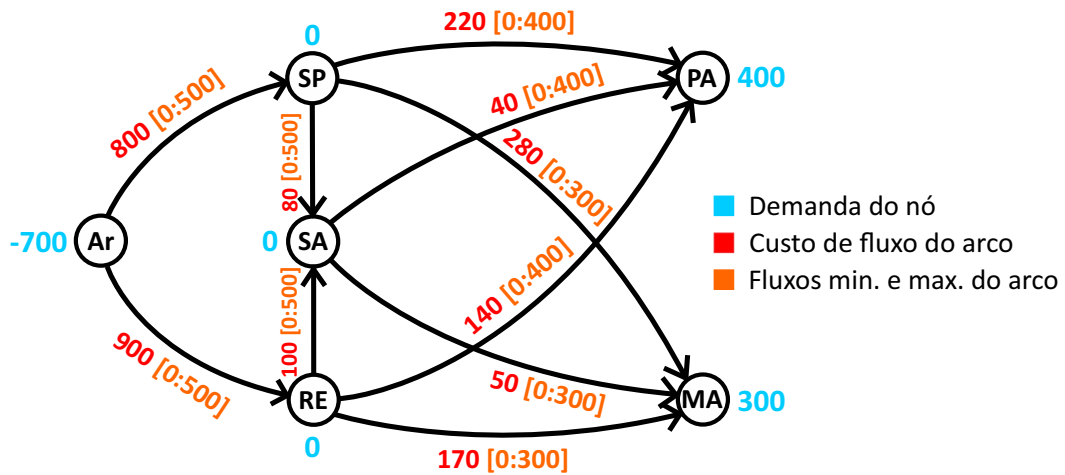 220 [0:400]
0
SP
PA
400
40 [0:400]
800 [0:500]
80 [0:500]
280 [0:300]
-700
Ar
0
SA
Demanda do nó
Custo de fluxo do arco
Fluxos min. e max. do arco
140 [0:400]
100 [0:500]
900 [0:500]
50 [0:300]
RE
MA
300
0
170 [0:300]